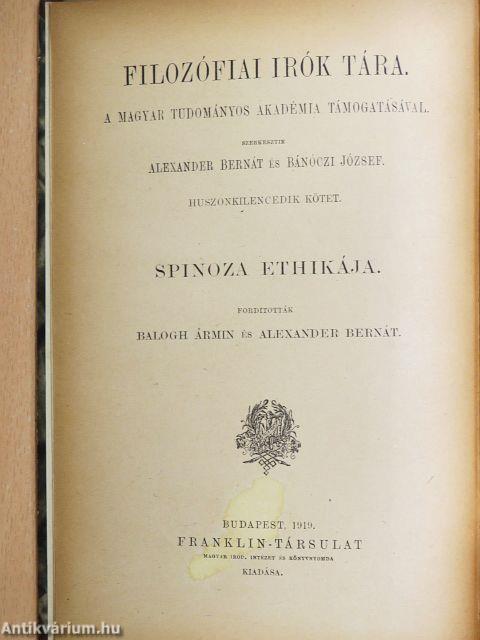 FILOZÓFIAI IRÓK TÁRA.
A MAGYAR TUDOMÁNYOS AKADÉMIA TÁMOGATÁSÁVAL.
SZERKESZTIK
ALEXANDER BERNÁT ÉS BÁNÓCZI JÓZSEF.
HUSZONKILENCEDIK KÖTET.
SPINOZA ETHIKÁJA.
FORDITOTTÁK
BALOGH ÁRMIN ÉS ALEXANDER BERNÁT.
BUDAPEST, 1919.
FRANKLIN-TÁRSULAT
MAGYAR IROD. INTÉZET ÉS KÖNYVNYOMDA
KIADÁSA.
Antikvárium.hu